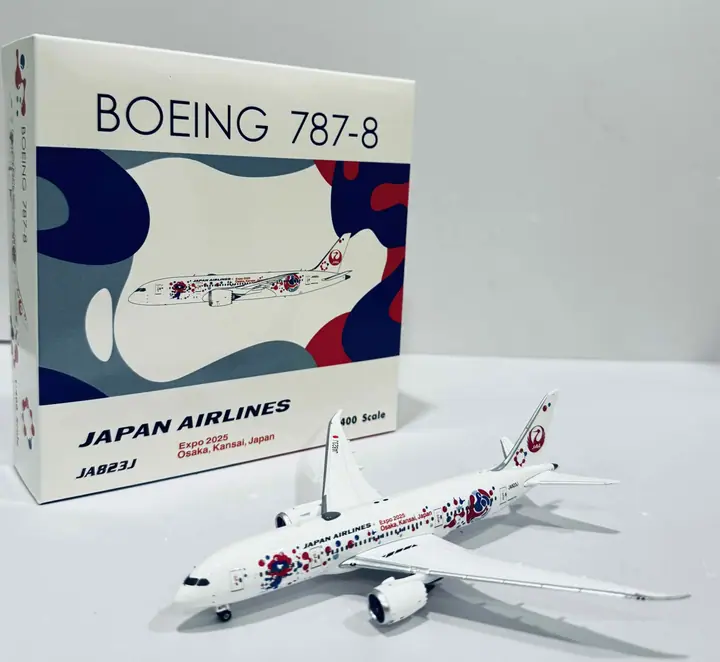 BOEING 787-8
BOEING 787-8
JAPAN AIRLINES
Expo 2025
Osaka, Kansai, Japan
JA823J
400 Scale
JAPAN AIRLINES
Expo 2025
Osaka, Kansai, Japan